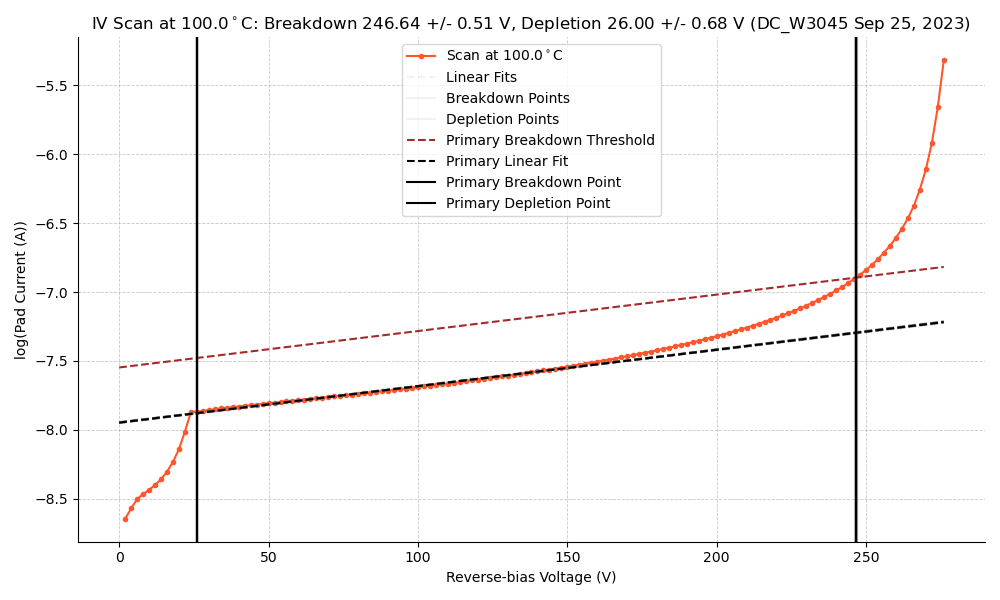 IV Scan at 100.0°C: Breakdown 246.64 +/- 0.51 V, Depletion 26.00 +/- 0.68 V (DC_W3045 Sep 25, 2023)
Scan at 100.0°C
Linear Fits
Breakdown Points
Depletion Points
Primary Breakdown Threshold
Primary Linear Fit
Primary Breakdown Point
Primary Depletion Point
log(Pad Current (A))
−5.5
−6.0
−6.5
−7.0
−7.5
−8.0
−8.5
0 50 100 150 200 250
Reverse-bias Voltage (V)